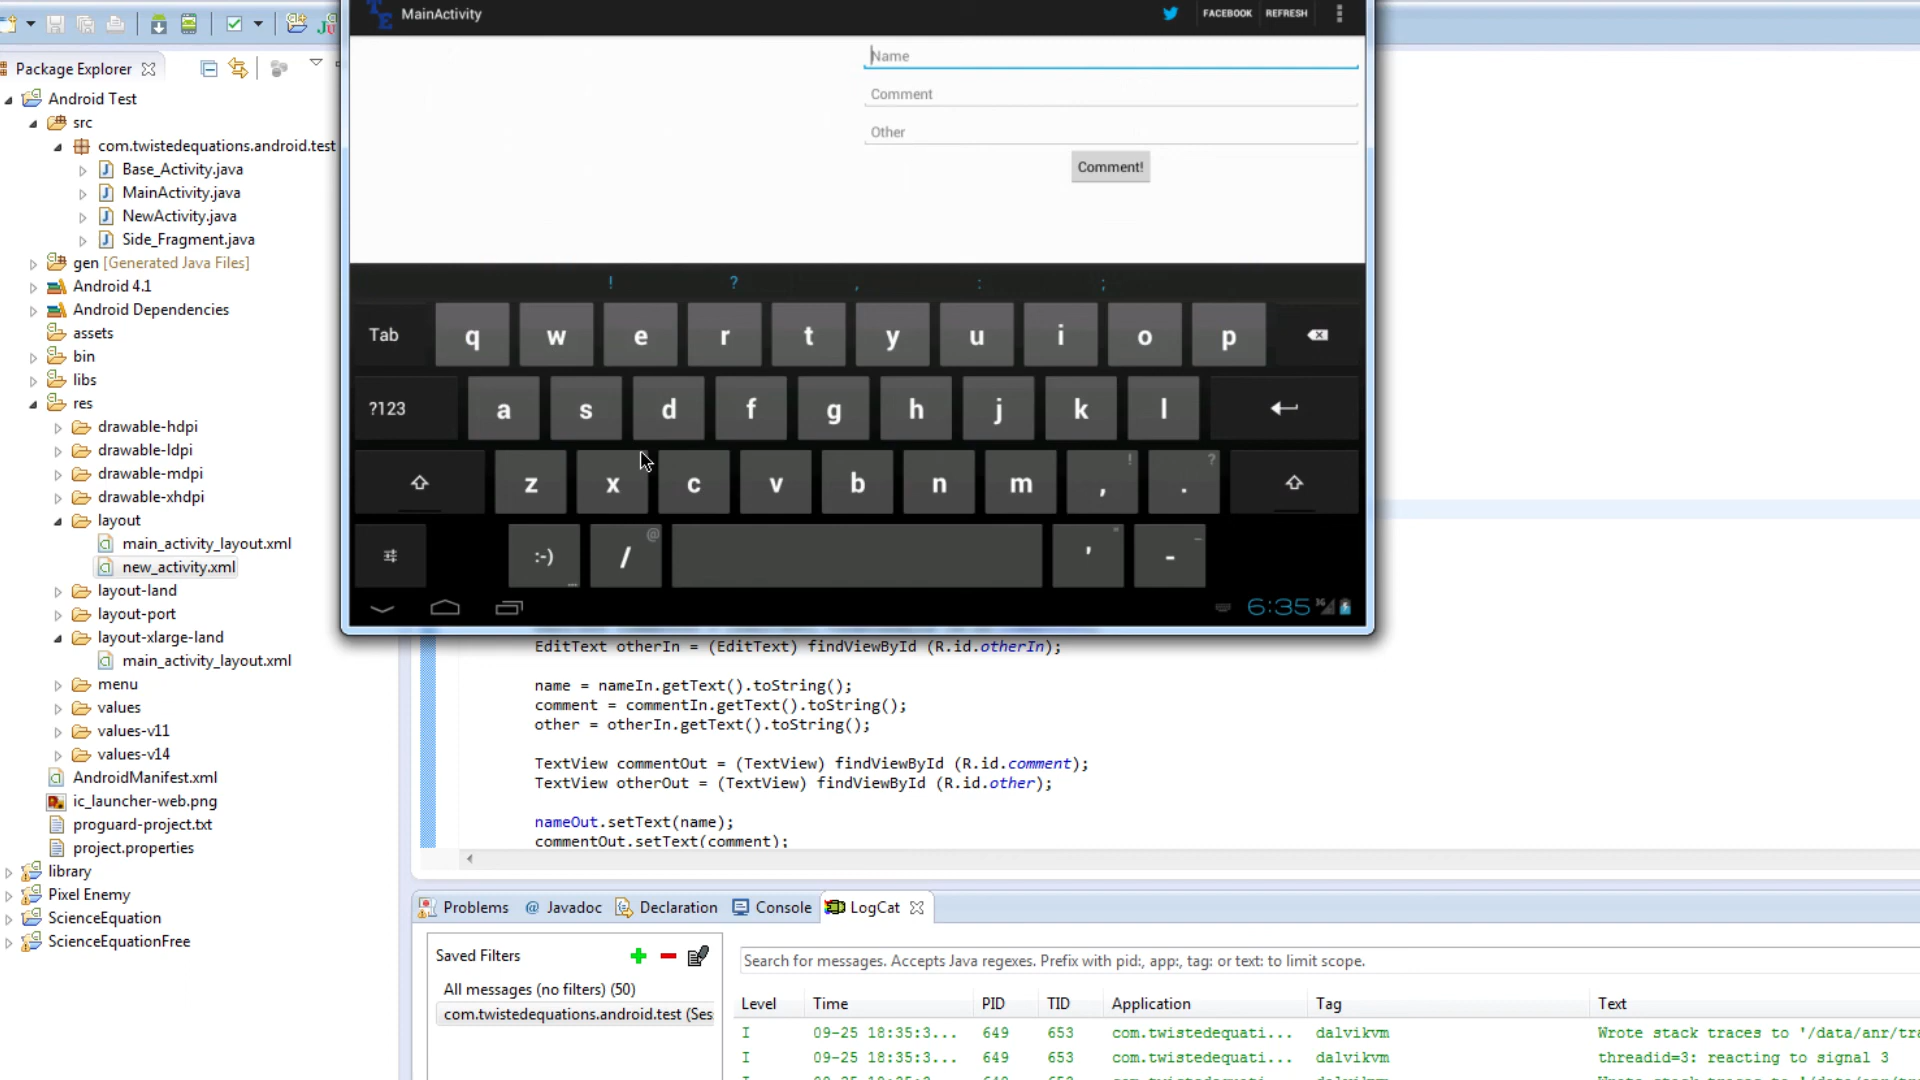 Package Explorer
Android Test
src
com.twistedequations.android.test
Base_Activity.java
MainActivity.java
NewActivity.java
Side_Fragment.java
gen [Generated Java Files]
Android 4.1
Android Dependencies
assets
bin
libs
res
drawable-hdpi
drawable-ldpi
drawable-mdpi
drawable-xhdpi
layout
main_activity_layout.xml
new_activity.xml
layout-land
layout-port
layout-xlarge-land
main_activity_layout.xml
menu
values
values-v11
values-v14
AndroidManifest.xml
ic_launcher-web.png
proguard-project.txt
project.properties
library
Pixel Enemy
ScienceEquation
ScienceEquationFree
TE MainActivity FACEBOOK REFRESH
Name
Comment
Other
Comment!
! ? , : ;
Tab q w e r t y u i o p
?123 a s d f g h j k l
z x c v b n m , ! . ?
:-) ... / @ ' " - _
6:35 3G
EditText otherIn = (EditText) findViewById (R.id.otherIn);
name = nameIn.getText().toString();
comment = commentIn.getText().toString();
other = otherIn.getText().toString();
TextView commentOut = (TextView) findViewById (R.id.comment);
TextView otherOut = (TextView) findViewById (R.id.other);
nameOut.setText(name);
commentOut.setText(comment);
Problems @ Javadoc Declaration Console LogCat
Saved Filters
All messages (no filters) (50)
com.twistedequations.android.test (Ses
Search for messages. Accepts Java regexes. Prefix with pid:, app:, tag: or text: to limit scope.
Level Time PID TID Application Tag Text
I 09-25 18:35:3... 649 653 com.twistedequati... dalvikvm Wrote stack traces to '/data/anr/tra
I 09-25 18:35:3... 649 653 com.twistedequati... dalvikvm threadid=3: reacting to signal 3